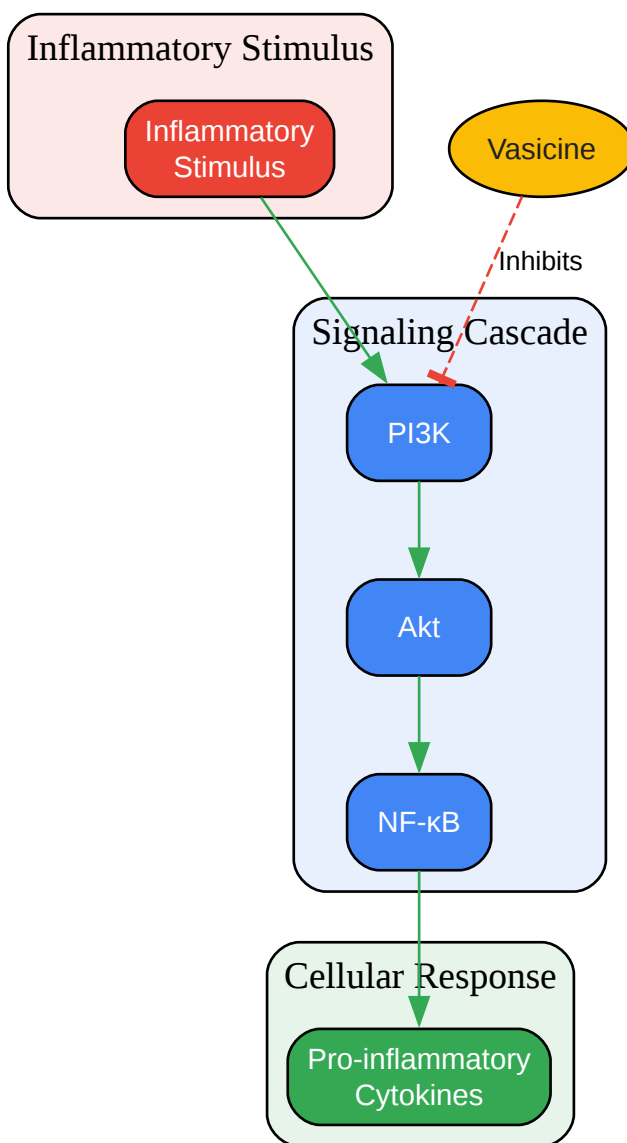 Inflammatory Stimulus
Inflammatory
Stimulus
Vasicine
Inhibits
Signaling Cascade
PI3K
Akt
NF-κB
Cellular Response
Pro-inflammatory
Cytokines